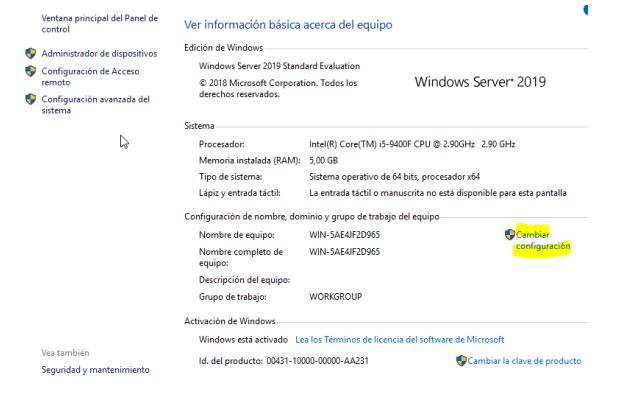 Ventana principal del Panel de
control
Administrador de dispositivos
Configuración de Acceso
remoto
Configuración avanzada del
sistema
Ver información básica acerca del equipo
Edición de Windows
Windows Server 2019 Standard Evaluation
© 2018 Microsoft Corporation. Todos los
derechos reservados.
Windows Server 2019
Sistema
Procesador: Intel(R) Core(TM) i5-9400F CPU @ 2.90GHz 2.90 GHz
Memoria instalada (RAM): 5,00 GB
Tipo de sistema: Sistema operativo de 64 bits, procesador x64
Lápiz y entrada táctil: La entrada táctil o manuscrita no está disponible para esta pantalla
Configuración de nombre, dominio y grupo de trabajo del equipo
Nombre de equipo: WIN-5AE4JF2D965
Cambiar
configuración
Nombre completo de
equipo: WIN-5AE4JF2D965
Descripción del equipo:
Grupo de trabajo: WORKGROUP
Activación de Windows
Windows está activado Lea los Términos de licencia del software de Microsoft
Id. del producto: 00431-10000-00000-AA231 Cambiar la clave de producto
Vea también
Seguridad y mantenimiento